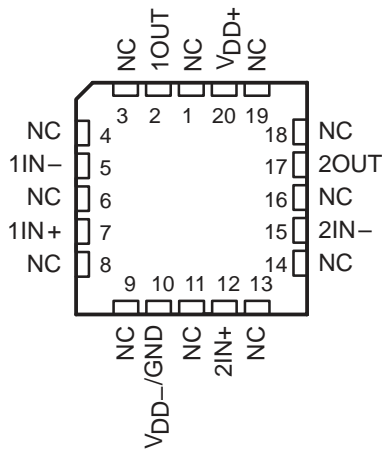 NC 1OUT NC VDD+ NC
3 2 1 20 19
NC 4 18 NC
1IN− 5 17 2OUT
NC 6 16 NC
1IN+ 7 15 2IN−
NC 8 14 NC
9 10 11 12 13
NC VDD−/GND NC 2IN+ NC